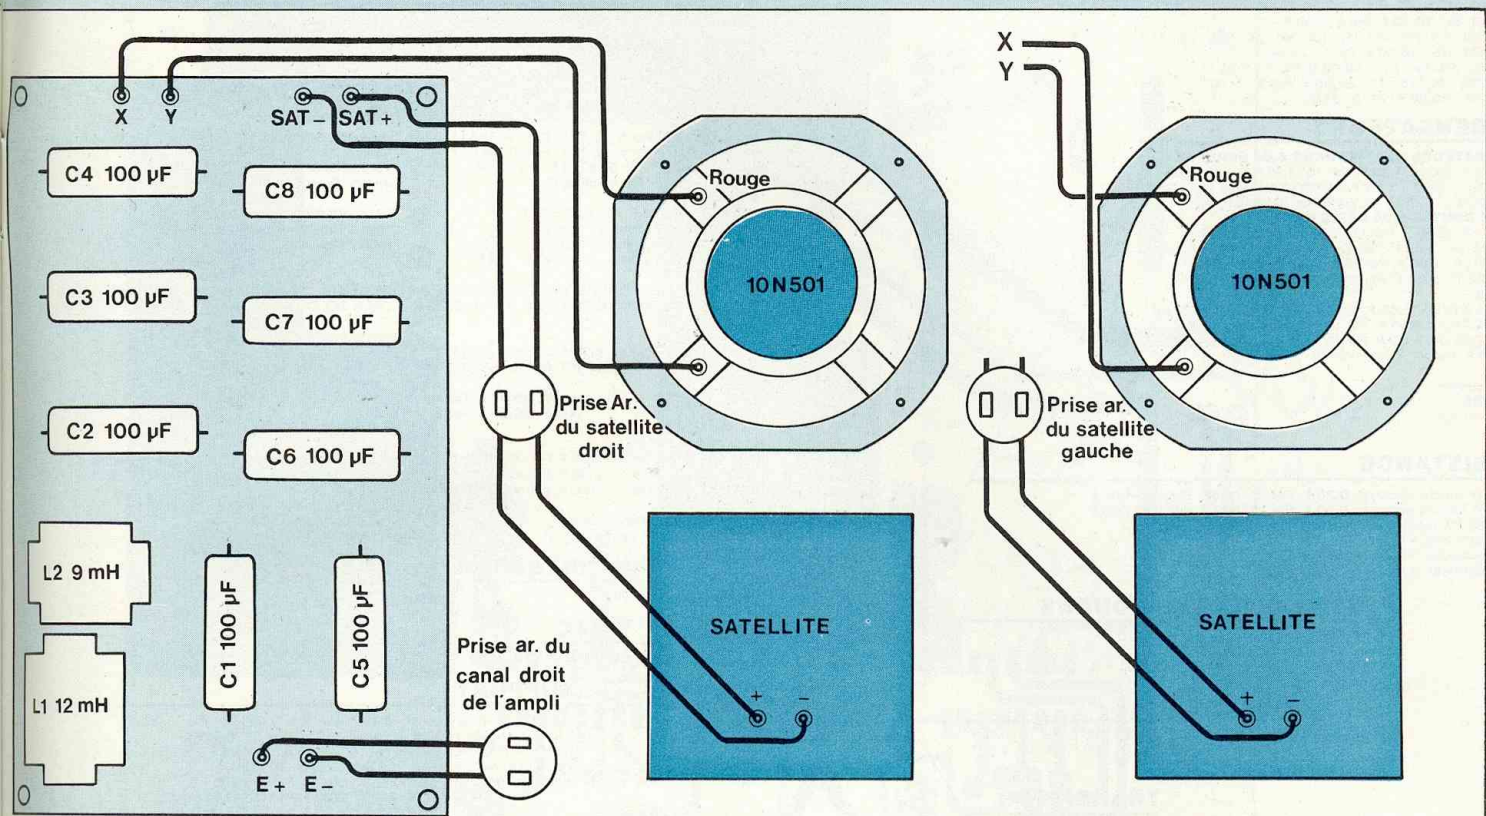 X
Y
SAT - SAT +
C4 100 µF
C8 100 µF
C3 100 µF
C7 100 µF
C2 100 µF
C6 100 µF
L2 9 mH
L1 12 mH
C1 100 µF
C5 100 µF
E + E -
Prise ar. du
canal droit
de l'ampli
Rouge
10N501
Prise Ar.
du satellite
droit
SATELLITE
+ -
X
Y
Rouge
10N501
Prise ar.
du satellite
gauche
SATELLITE
+ -